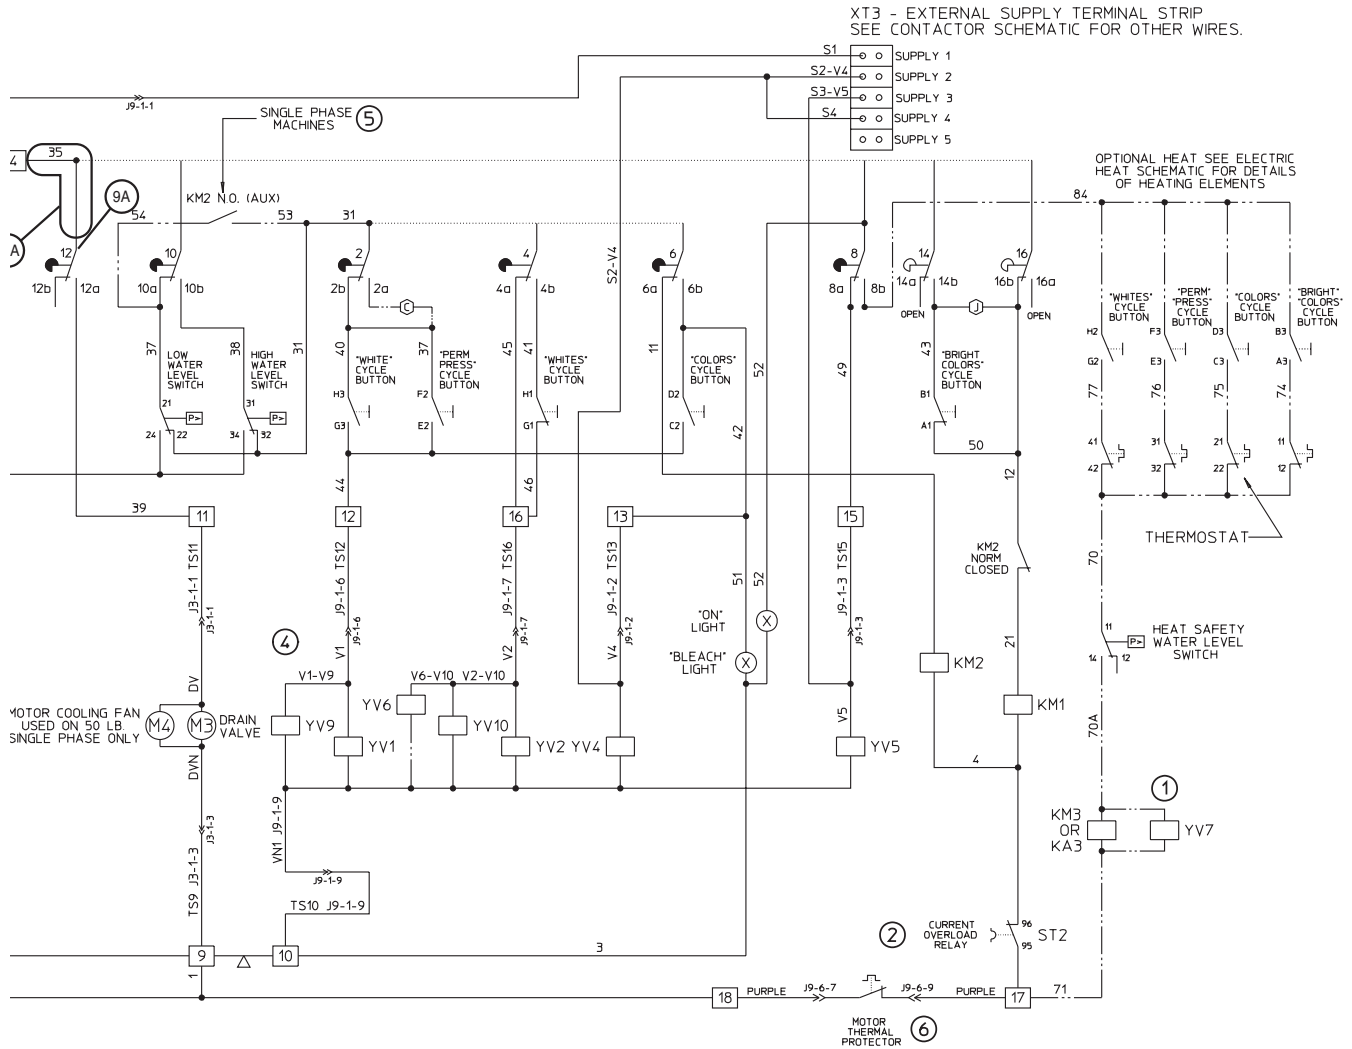 XT3 - EXTERNAL SUPPLY TERMINAL STRIP
SEE CONTACTOR SCHEMATIC FOR OTHER WIRES.
S1
SUPPLY 1
S2-V4
SUPPLY 2
S3-V5
SUPPLY 3
S4
SUPPLY 4
SUPPLY 5
J9-1-1
SINGLE PHASE
MACHINES
5
4
35
9A
A
OPTIONAL HEAT SEE ELECTRIC
HEAT SCHEMATIC FOR DETAILS
OF HEATING ELEMENTS
84
KM2 N.O. (AUX)
54
53
31
S2-V4
12
12b
12a
10
10a
10b
2
2b
2a
C
4
4a
4b
6
6a
6b
8
8a
8b
14
14a
14b
OPEN
J
16
16b
16a
OPEN
37
LOW
WATER
LEVEL
SWITCH
38
HIGH
WATER
LEVEL
SWITCH
31
40
"WHITE"
CYCLE
BUTTON
37
"PERM
PRESS"
CYCLE
BUTTON
45
41
"WHITES"
CYCLE
BUTTON
11
"COLORS"
CYCLE
BUTTON
42
52
49
43
"BRIGHT
COLORS"
CYCLE
BUTTON
"WHITES"
CYCLE
BUTTON
"PERM
"PRESS"
CYCLE
BUTTON
"COLORS"
CYCLE
BUTTON
"BRIGHT"
"COLORS"
CYCLE
BUTTON
H2
G2
F3
E3
D3
C3
B3
A3
77
76
75
74
21
P>
24
22
31
P>
34
32
H3
G3
F2
E2
H1
G1
D2
C2
B1
A1
50
41
42
31
32
21
22
11
12
THERMOSTAT
39
44
46
12
11
12
16
13
15
J3-1-1 TS11
J3-1-1
J9-1-6 TS12
J9-1-6
J9-1-7 TS16
J9-1-7
J9-1-2 TS13
J9-1-2
J9-1-3 TS15
J9-1-3
51
52
KM2
NORM
CLOSED
70
"ON"
LIGHT
X
"BLEACH"
LIGHT
X
4
V1
V2
V4
21
11
P>
14
12
HEAT SAFETY
WATER LEVEL
SWITCH
V1-V9
V6-V10
V2-V10
DV
MOTOR COOLING FAN
USED ON 50 LB.
SINGLE PHASE ONLY
M4
M3
DRAIN
VALVE
YV9
YV1
YV6
YV10
YV2
YV4
V5
YV5
KM2
KM1
70A
4
DVN
TS9 J3-1-3
J3-1-3
VN1 J9-1-9
J9-1-9
TS10 J9-1-9
1
KM3
OR
KA3
YV7
2
CURRENT
OVERLOAD
RELAY
96
95
ST2
9
10
3
1
18
PURPLE
J9-6-7
J9-6-9
PURPLE
17
71
MOTOR
THERMAL
PROTECTOR
6